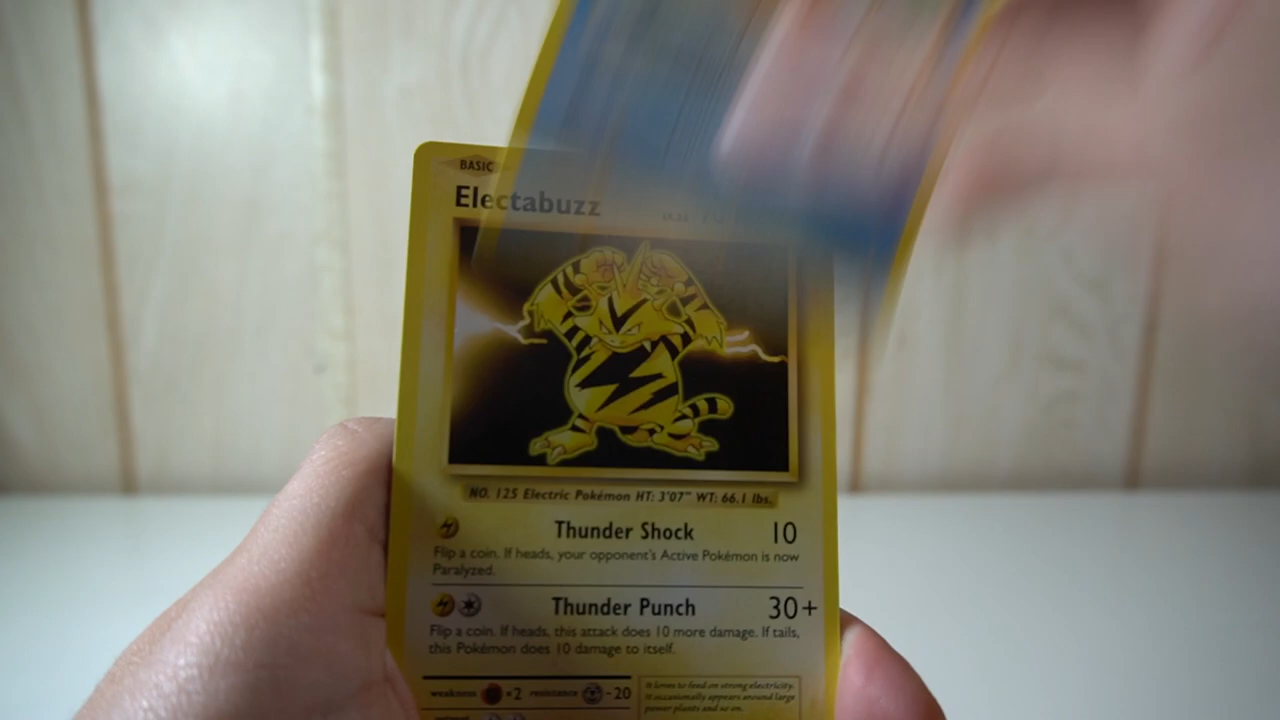 BASIC
Electabuzz
NO. 125 Electric Pokémon HT: 3'07" WT: 66.1 lbs.
Thunder Shock 10
Flip a coin. If heads, your opponent's Active Pokémon is now
Paralyzed.
Thunder Punch 30+
Flip a coin. If heads, this attack does 10 more damage. If tails,
this Pokémon does 10 damage to itself.
weakness ×2 resistance -20
It loves to feed on strong electricity.
It occasionally appears around large
power plants and so on.